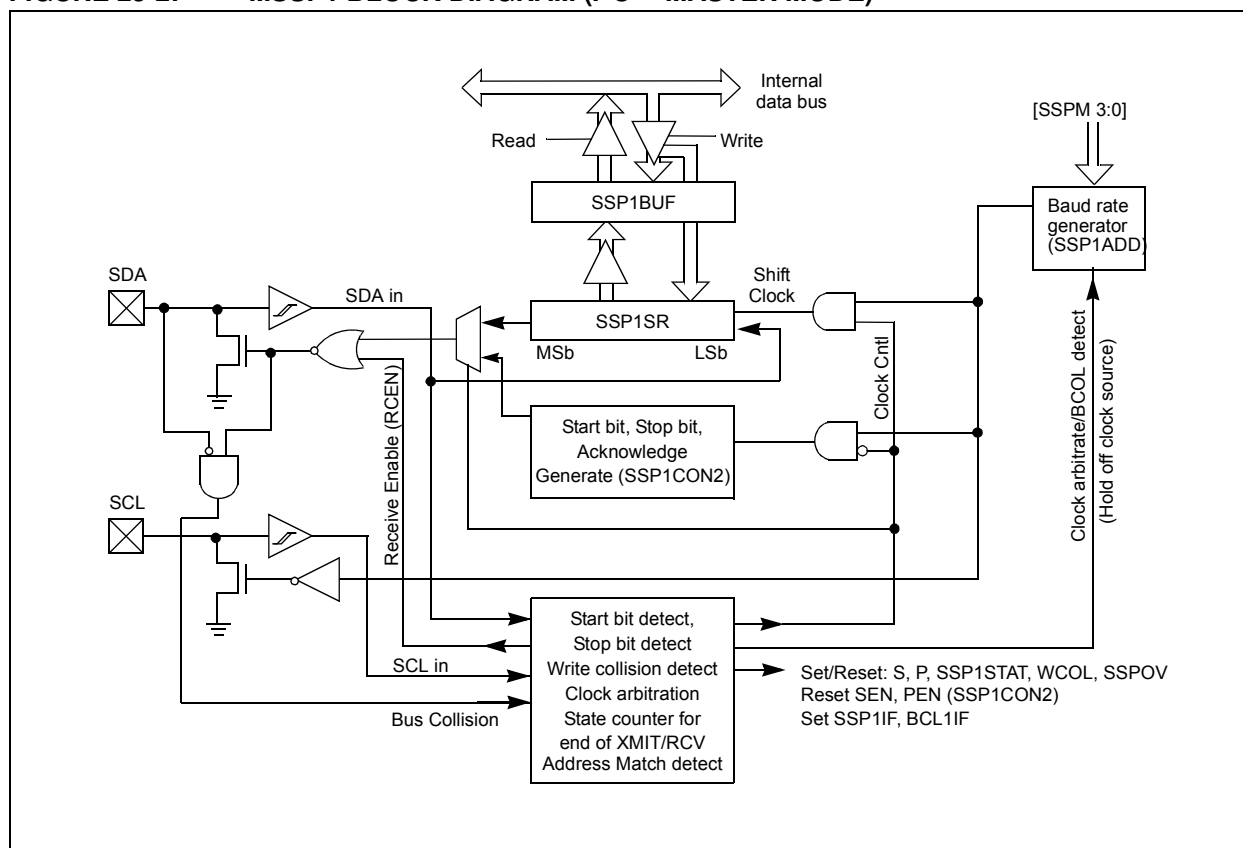 Internal
data bus
[SSPM 3:0]
Read
Write
SSP1BUF
Baud rate
generator
(SSP1ADD)
SDA
SDA in
Shift
Clock
SSP1SR
MSb
LSb
Receive Enable (RCEN)
Clock Cntl
Clock arbitrate/BCOL detect
(Hold off clock source)
Start bit, Stop bit,
Acknowledge
Generate (SSP1CON2)
SCL
SCL in
Bus Collision
Start bit detect,
Stop bit detect
Write collision detect
Clock arbitration
State counter for
end of XMIT/RCV
Address Match detect
Set/Reset: S, P, SSP1STAT, WCOL, SSPOV
Reset SEN, PEN (SSP1CON2)
Set SSP1IF, BCL1IF